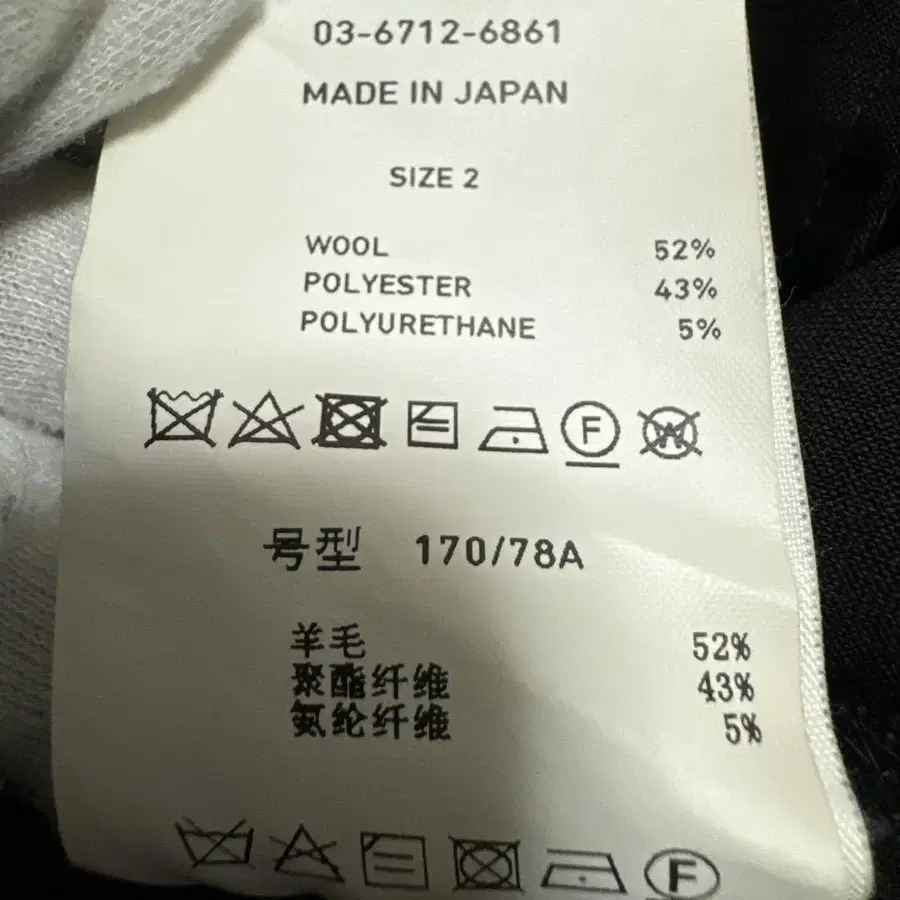 03-6712-6861
MADE IN JAPAN
SIZE 2
WOOL 52%
POLYESTER 43%
POLYURETHANE 5%
F W
号型 170/78A
羊毛 52%
聚酯纤维 43%
氨纶纤维 5%
F